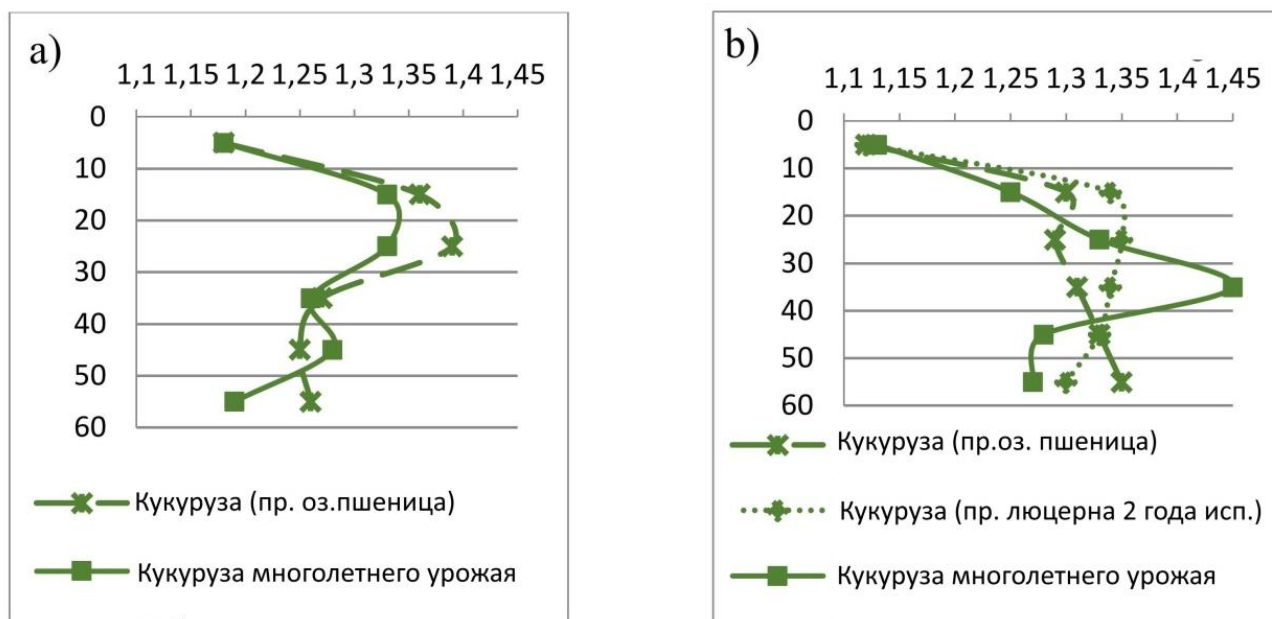 a)
1,1 1,15 1,2 1,25 1,3 1,35 1,4 1,45
0
10
20
30
40
50
60
Кукуруза (пр. оз.пшеница)
Кукуруза многолетнего урожая
b)
1,1 1,15 1,2 1,25 1,3 1,35 1,4 1,45
0
10
20
30
40
50
60
Кукуруза (пр.оз. пшеница)
Кукуруза (пр. люцерна 2 года исп.)
Кукуруза многолетнего урожая